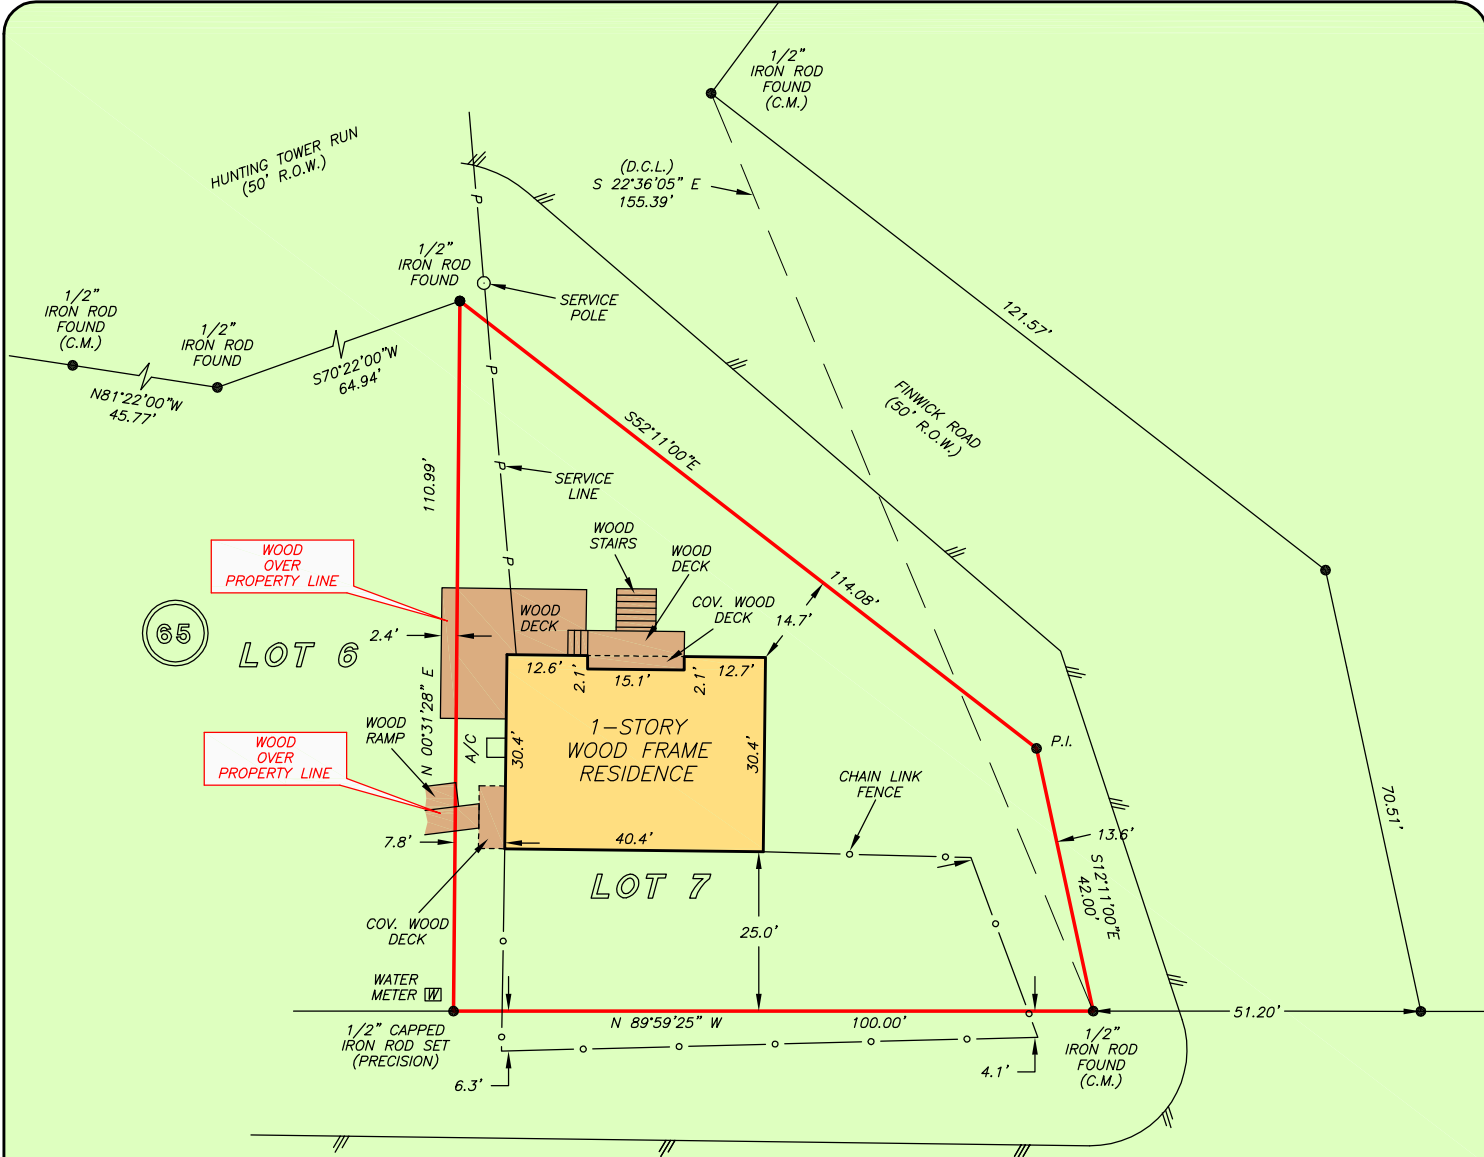 1/2"
IRON ROD
FOUND
(C.M.)
HUNTING TOWER RUN
(50' R.O.W.)
(D.C.L.)
S 22°36'05" E
155.39'
P
1/2"
IRON ROD
FOUND
SERVICE
POLE
1/2"
IRON ROD
FOUND
(C.M.)
1/2"
IRON ROD
FOUND
121.57'
N81°22'00"W
45.77'
S70°22'00"W
64.94'
P
FINWICK ROAD
(50' R.O.W.)
S52°11'00"E
110.99'
P
SERVICE
LINE
WOOD
STAIRS
WOOD
DECK
WOOD
OVER
PROPERTY LINE
P
114.08'
14.7'
COV. WOOD
DECK
WOOD
DECK
65
LOT 6
2.4'
12.6'
2.1'
15.1'
2.1'
12.7'
N 00°31'28" E
WOOD
RAMP
A/C
30.4'
1-STORY
WOOD FRAME
RESIDENCE
30.4'
P.I.
WOOD
OVER
PROPERTY LINE
CHAIN LINK
FENCE
70.51'
7.8'
40.4'
13.6'
S12°11'00"E
42.00'
LOT 7
COV. WOOD
DECK
25.0'
WATER
METER W
1/2" CAPPED
IRON ROD SET
(PRECISION)
N 89°59'25" W
100.00'
51.20'
1/2"
IRON ROD
FOUND
(C.M.)
6.3'
4.1'